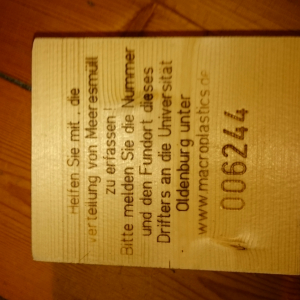 Helfen Sie mit, die
verteilung von Meeresmüll
zu erfassen!
Bitte melden Sie die Nummer
und den Fundort dieses
Drifters an die Universität
Oldenburg unter
www.macroplastics.de
006244